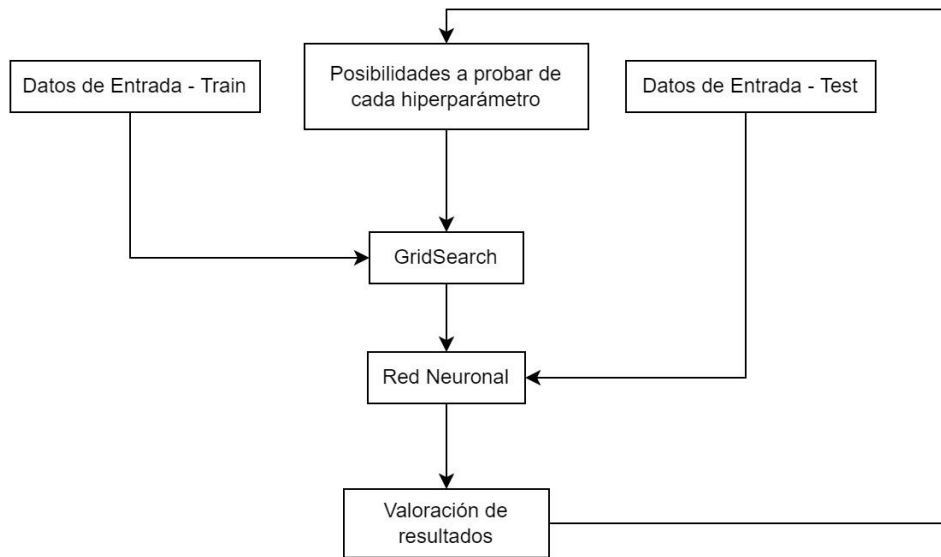 Datos de Entrada - Train
Posibilidades a probar de
cada hiperparámetro
Datos de Entrada - Test
GridSearch
Red Neuronal
Valoración de
resultados